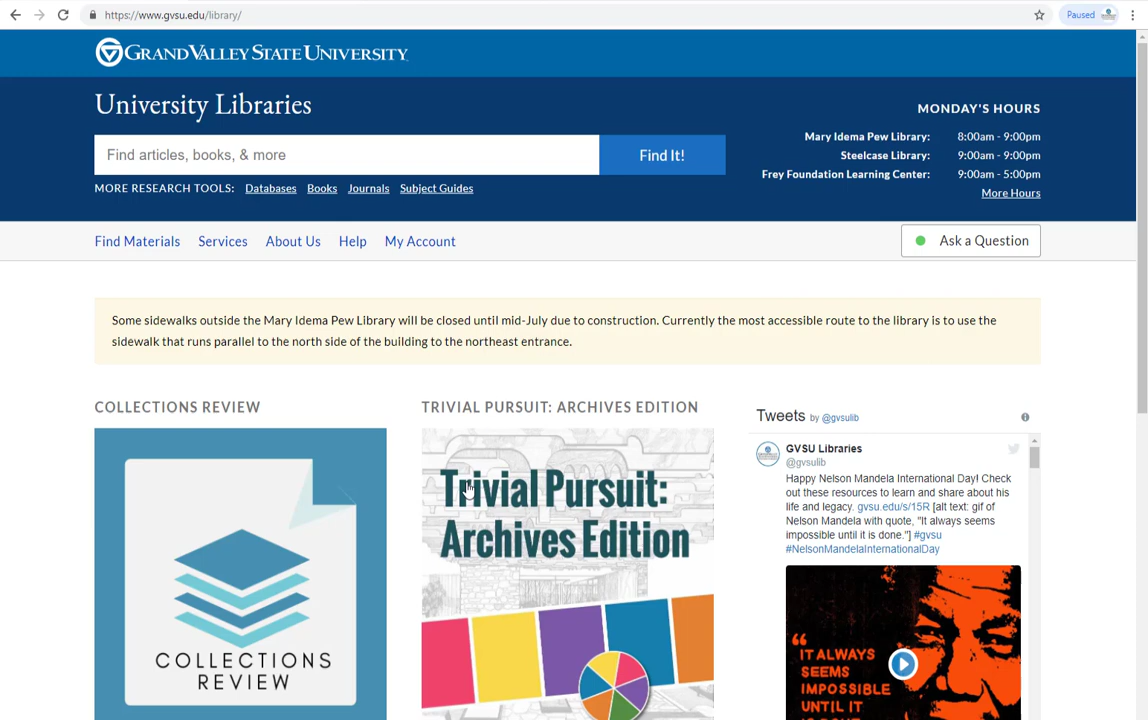 https://www.gvsu.edu/library/
Paused
GRAND VALLEY STATE UNIVERSITY
University Libraries
Find articles, books, & more
Find It!
MORE RESEARCH TOOLS: Databases Books Journals Subject Guides
MONDAY'S HOURS
Mary Idema Pew Library: 8:00am - 9:00pm
Steelcase Library: 9:00am - 9:00pm
Frey Foundation Learning Center: 9:00am - 5:00pm
More Hours
Find Materials Services About Us Help My Account
Ask a Question
Some sidewalks outside the Mary Idema Pew Library will be closed until mid-July due to construction. Currently the most accessible route to the library is to use the
sidewalk that runs parallel to the north side of the building to the northeast entrance.
COLLECTIONS REVIEW
COLLECTIONS
REVIEW
TRIVIAL PURSUIT: ARCHIVES EDITION
Trivial Pursuit:
Archives Edition
Tweets by @gvsulib
GVSU Libraries
@gvsulib
Happy Nelson Mandela International Day! Check
out these resources to learn and share about his
life and legacy. gvsu.edu/s/15R [alt text: gif of
Nelson Mandela with quote, "It always seems
impossible until it is done."] #gvsu
#NelsonMandelaInternationalDay
“IT ALWAYS
SEEMS
IMPOSSIBLE
UNTIL IT